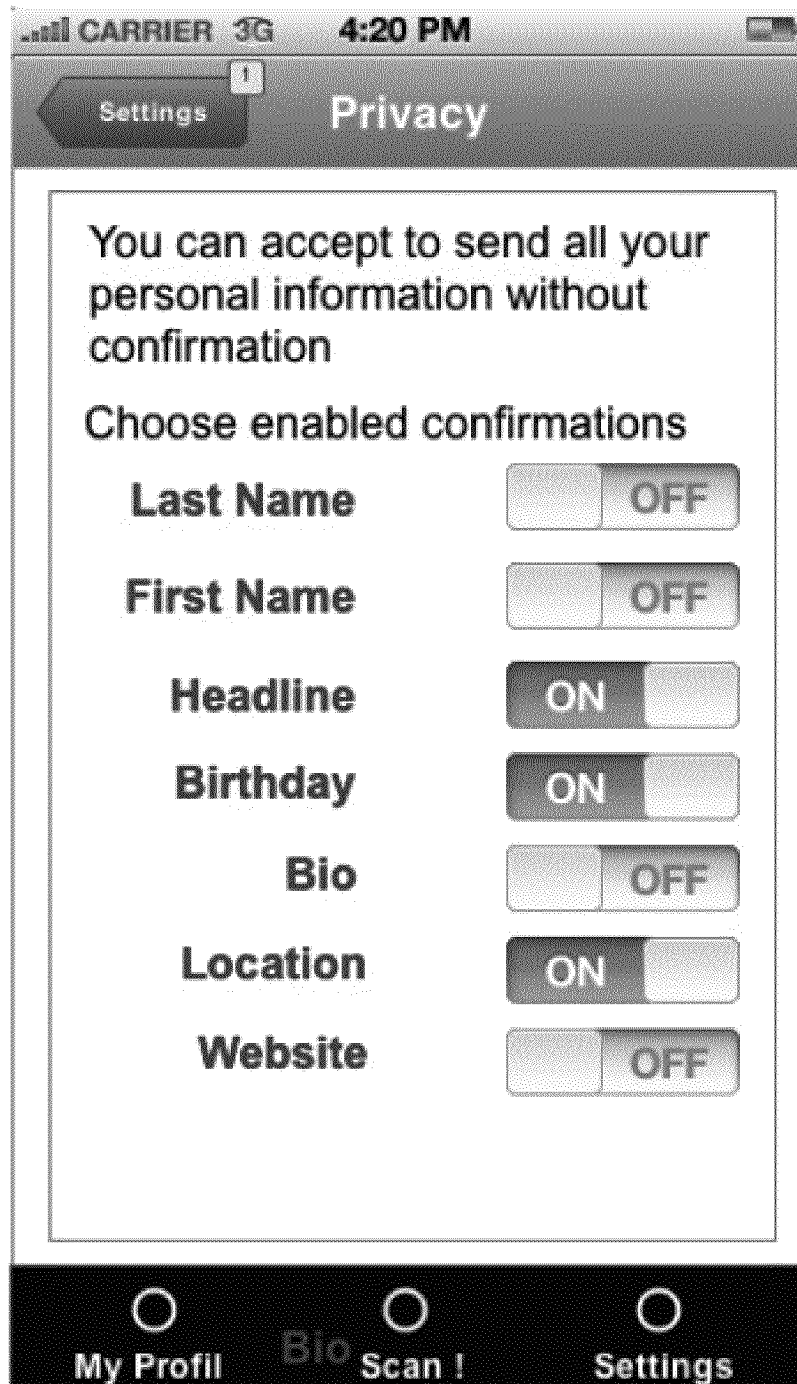 CARRIER 3G 4:20 PM
1
Settings Privacy
You can accept to send all your
personal information without
confirmation
Choose enabled confirmations
Last Name OFF
First Name OFF
Headline ON
Birthday ON
Bio OFF
Location ON
Website OFF
Bio
My Profil Scan ! Settings